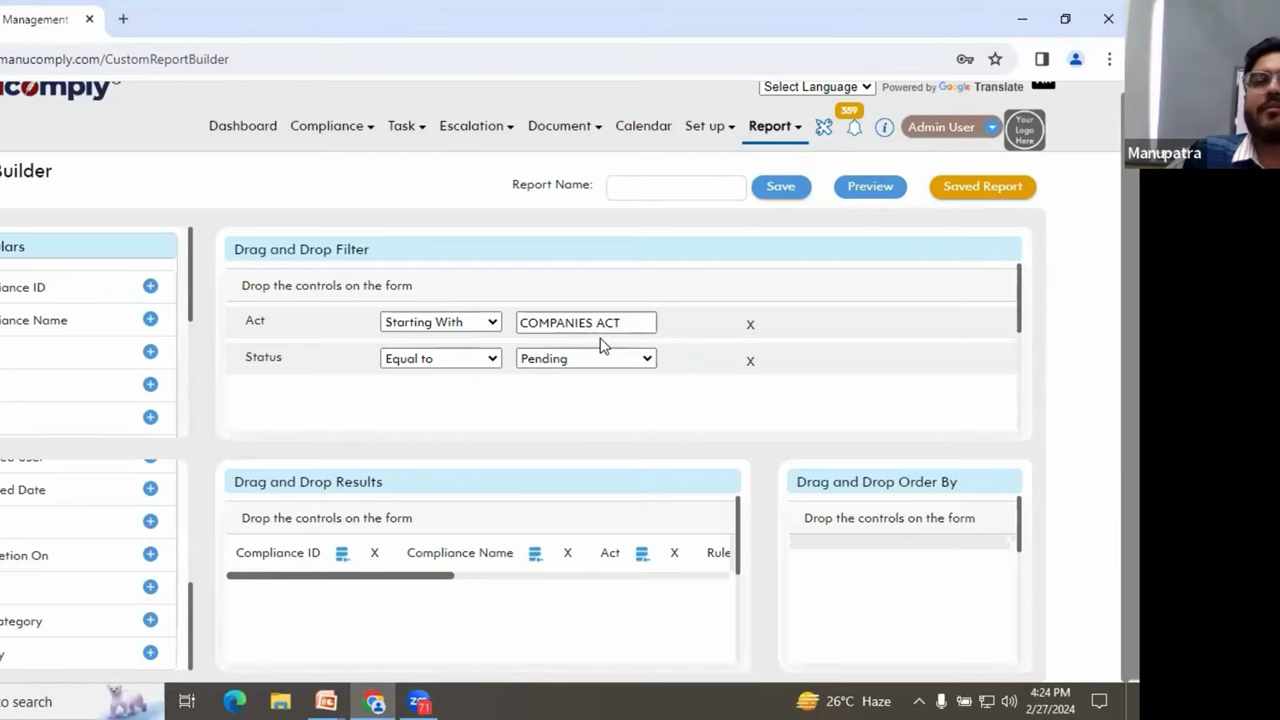 Management
manucomply.com/CustomReportBuilder
Select Language Powered by Google Translate
Dashboard Compliance Task Escalation Document Calendar Set up Report 359 Admin User Your Logo Here
Manupatra
Builder
Report Name: Save Preview Saved Report
lars
Drag and Drop Filter
Drop the controls on the form
iance ID
Act Starting With COMPANIES ACT X
iance Name
Status Equal to Pending X
Drag and Drop Results
Drag and Drop Order By
ed Date
Drop the controls on the form
Drop the controls on the form
etion On
Compliance ID X Compliance Name X Act X Rule
ategory
y
to search
26°C Haze
71
4:24 PM
2/27/2024